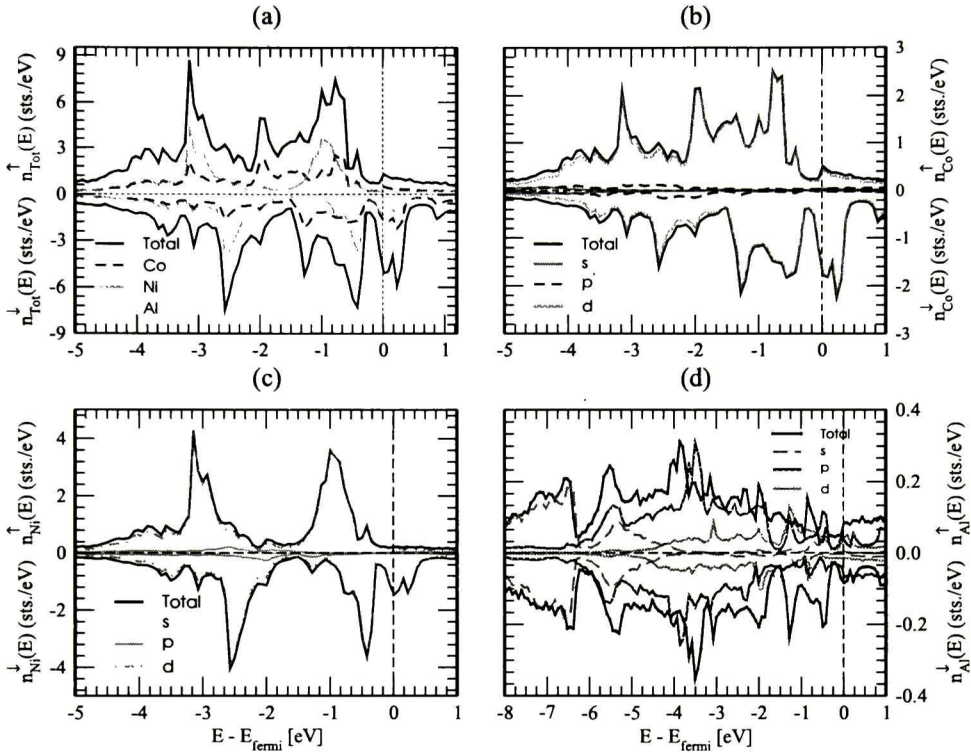 (a)
(b)
9
6
3
0
-3
-6
-9
n↑Tot(E) (sts./eV)
n↓Tot(E) (sts./eV)
Total
Co
Ni
Al
-5 -4 -3 -2 -1 0 1
3
2
1
0
-1
-2
-3
n↑Co(E) (sts./eV)
n↓Co(E) (sts./eV)
Total
s
p
d
-5 -4 -3 -2 -1 0 1
(c)
(d)
4
2
0
-2
-4
n↑Ni(E) (sts./eV)
n↓Ni(E) (sts./eV)
Total
s
p
d
-5 -4 -3 -2 -1 0 1
E - Efermi [eV]
Total
s
p
d
0.4
0.2
0.0
-0.2
-0.4
n↑Al(E) (sts./eV)
n↓Al(E) (sts./eV)
-8 -7 -6 -5 -4 -3 -2 -1 0 1
E - Efermi [eV]